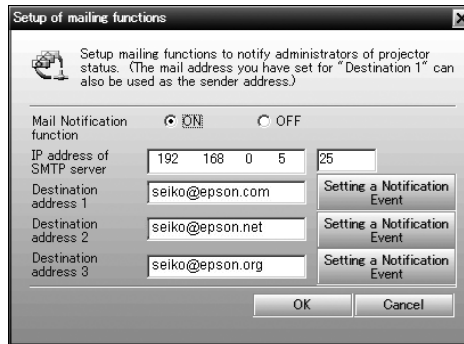 Setup of mailing functions
Setup mailing functions to notify administrators of projector
status. (The mail address you have set for "Destination 1" can
also be used as the sender address.)
Mail Notification
function
ON
OFF
IP address of
SMTP server
192 168 0 5
25
Destination
address 1
seiko@epson.com
Setting a Notification
Event
Destination
address 2
seiko@epson.net
Setting a Notification
Event
Destination
address 3
seiko@epson.org
Setting a Notification
Event
OK
Cancel